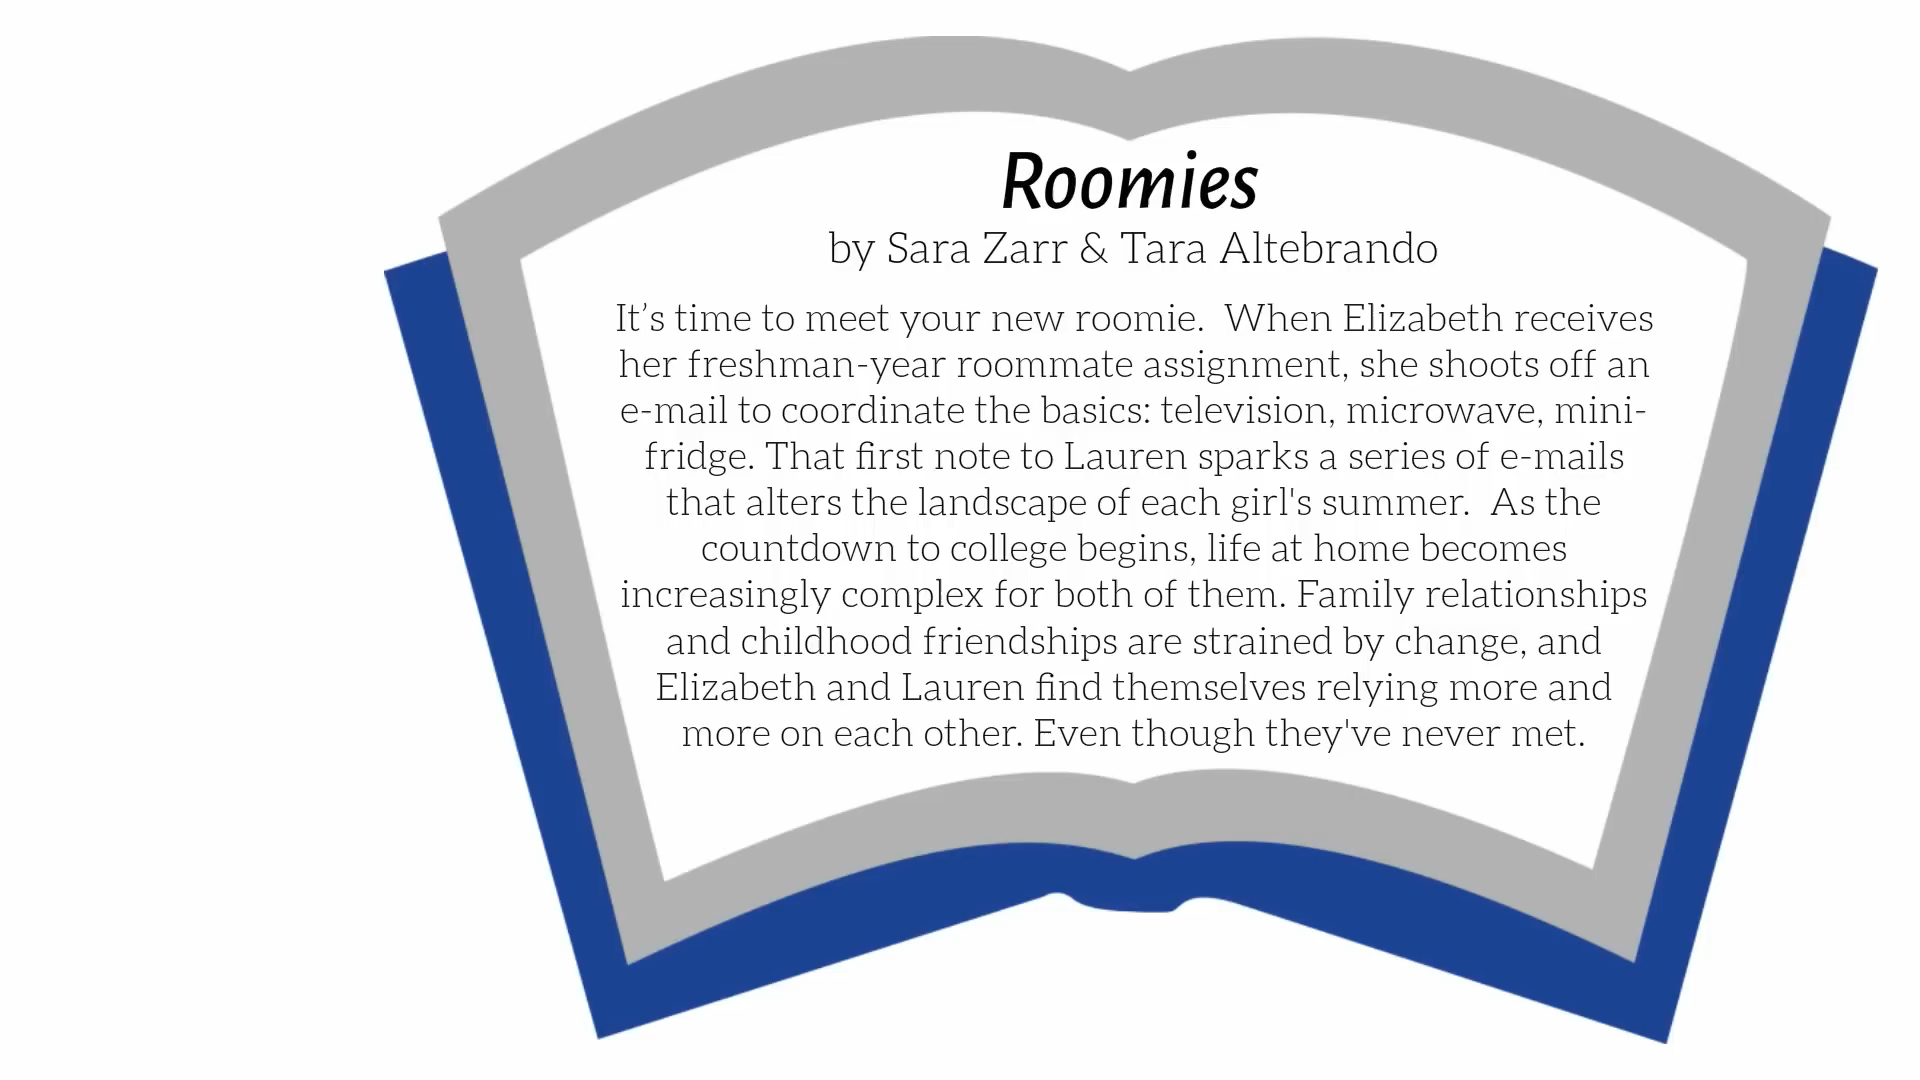 Roomies
by Sara Zarr & Tara Altebrando
It’s time to meet your new roomie.  When Elizabeth receives
her freshman-year roommate assignment, she shoots off an
e-mail to coordinate the basics: television, microwave, mini-
fridge. That first note to Lauren sparks a series of e-mails
that alters the landscape of each girl's summer.  As the
countdown to college begins, life at home becomes
increasingly complex for both of them. Family relationships
and childhood friendships are strained by change, and
Elizabeth and Lauren find themselves relying more and
more on each other. Even though they've never met.